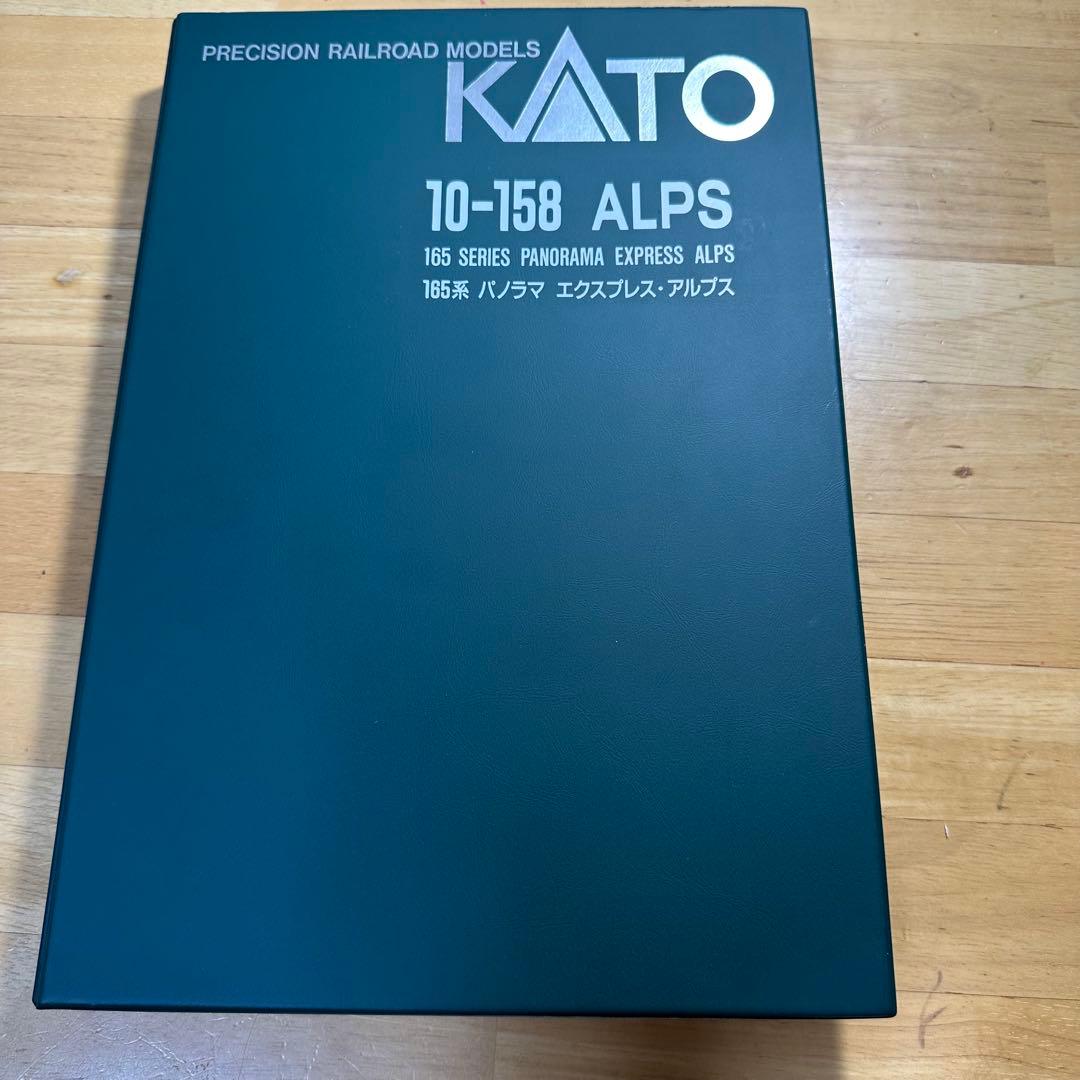 PRECISION RAILROAD MODELS
KATO
10-158 ALPS
165 SERIES PANORAMA EXPRESS ALPS
165系 パノラマ エクスプレス・アルプス